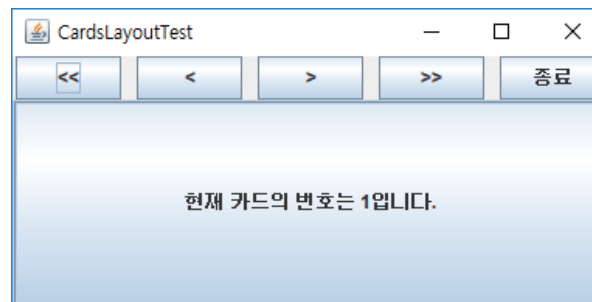 CardsLayoutTest
<< < > >> 종료
현재 카드의 번호는 1입니다.